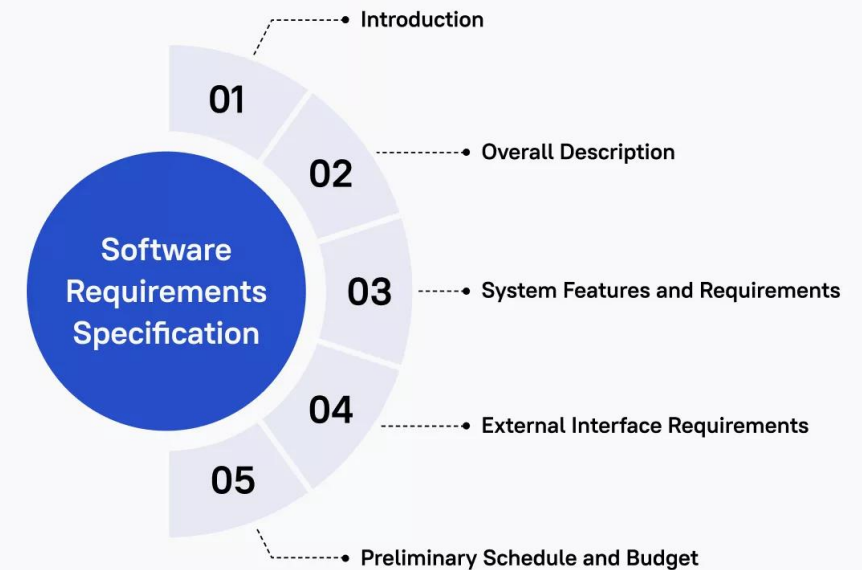 Software
Requirements
Specification
01
Introduction
02
Overall Description
03
System Features and Requirements
04
External Interface Requirements
05
Preliminary Schedule and Budget